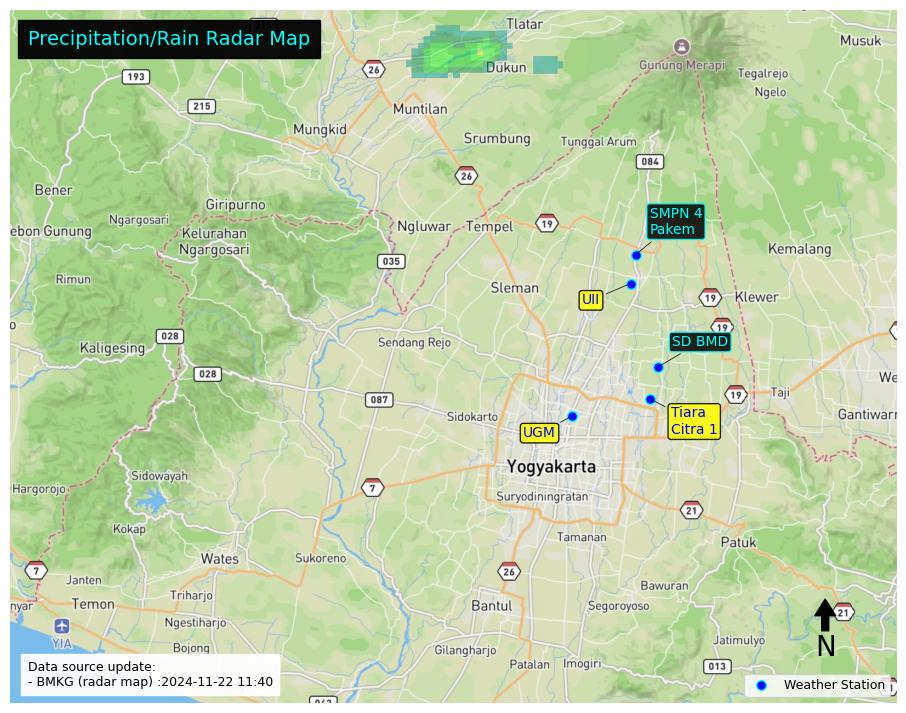 Precipitation/Rain Radar Map
Tlatar
Musuk
26
Dukun
Gunung Merapi
193
Tegalrejo
Ngelo
215
Muntilan
Mungkid
Srumbung
Tunggal Arum
084
26
Bener
Giripurno
SMPN 4
Pakem
Ngargosari
Ngluwar
Tempel
19
ebon Gunung
Kelurahan
Ngargosari
Kemalang
035
Rimun
Sleman
UII
19
Klewer
19
028
Sendang Rejo
SD BMD
Kaligesing
028
We
087
19
Taji
Sidokarto
Tiara
Citra 1
Gantiwarn
UGM
Yogyakarta
Sidowayah
Hargorojo
7
Suryodiningratan
21
Kokap
Tamanan
Patuk
Wates
Sukoreno
7
26
Janten
Bawuran
Triharjo
nyar
Temon
Bantul
Segoroyoso
21
Ngestiharjo
YIA
Jatimulyo
N
Bojong
Gilangharjo
Patalan
Imogiri
013
Data source update:
- BMKG (radar map) :2024-11-22 11:40
Weather Station